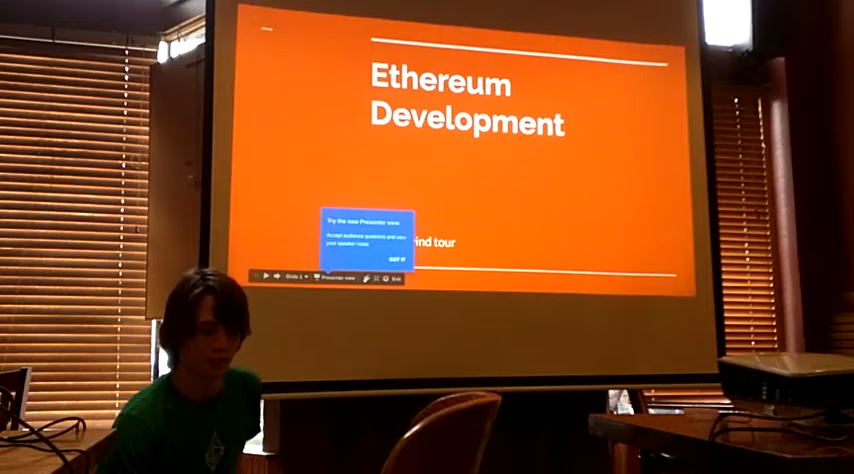 Ethereum
Development
Try the new Presenter view
Accept audience questions and view
your speaker notes.
GOT IT
ind tour
Slide 1
Presenter view
Exit